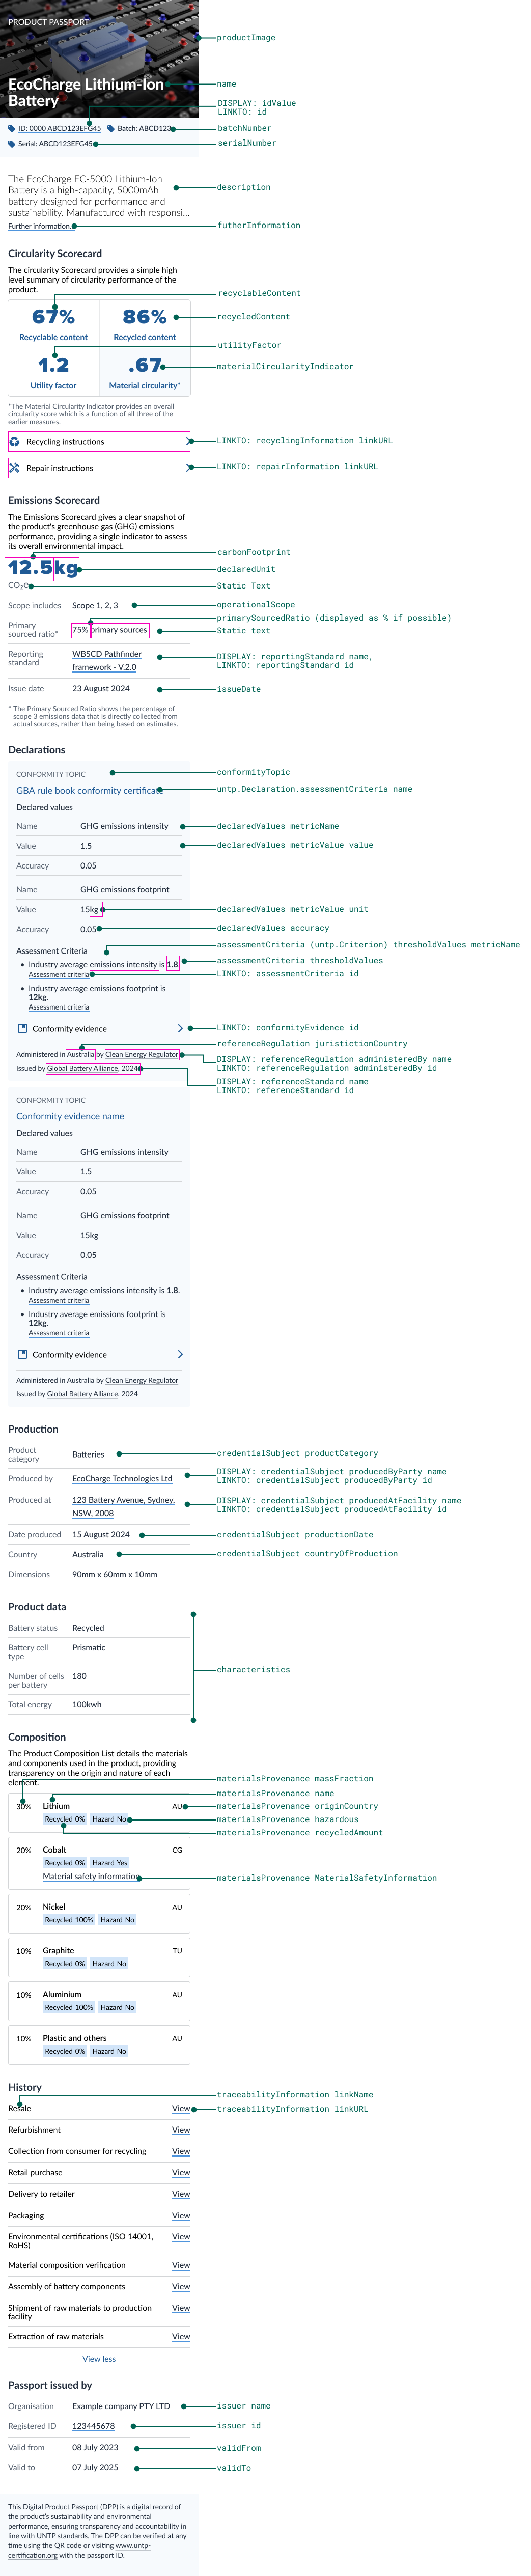 PRODUCT PASSPORT
productImage
EcoCharge Lithium-Ion
Battery
name
DISPLAY: idValue
LINKTO: id
ID: 0000 ABCD123EFG45
Batch: ABCD123
batchNumber
Serial: ABCD123EFG45
serialNumber
The EcoCharge EC-5000 Lithium-Ion
Battery is a high-capacity, 5000mAh
battery designed for performance and
sustainability. Manufactured with responsi...
description
Further information.
futherInformation
Circularity Scorecard
The circularity Scorecard provides a simple high
level summary of circularity performance of the
product.
recyclableContent
67%
Recyclable content
86%
Recycled content
recycledContent
utilityFactor
1.2
Utility factor
.67
Material circularity*
materialCircularityIndicator
*The Material Circularity Indicator provides an overall
circularity score which is a function of all three of the
earlier measures.
Recycling instructions
LINKTO: recyclingInformation linkURL
Repair instructions
LINKTO: repairInformation linkURL
Emissions Scorecard
The Emissions Scorecard gives a clear snapshot of
the product's greenhouse gas (GHG) emissions
performance, providing a single indicator to assess
its overall environmental impact.
carbonFootprint
12.5kg
declaredUnit
CO₂e
Static Text
Scope includes
Scope 1, 2, 3
operationalScope
primarySourcedRatio (displayed as % if possible)
Primary
sourced ratio*
75% primary sources
Static text
Reporting
standard
WBSCD Pathfinder
framework - V.2.0
DISPLAY: reportingStandard name,
LINKTO: reportingStandard id
Issue date
23 August 2024
issueDate
* The Primary Sourced Ratio shows the percentage of
scope 3 emissions data that is directly collected from
actual sources, rather than being based on estimates.
Declarations
CONFORMITY TOPIC
conformityTopic
GBA rule book conformity certificate
untp.Declaration.assessmentCriteria name
Declared values
Name
GHG emissions intensity
declaredValues metricName
Value
1.5
declaredValues metricValue value
Accuracy
0.05
Name
GHG emissions footprint
Value
15kg
declaredValues metricValue unit
Accuracy
0.05
declaredValues accuracy
assessmentCriteria (untp.Criterion) thresholdValues metricName
Assessment Criteria
Industry average emissions intensity is 1.8.
assessmentCriteria thresholdValues
Assessment criteria
LINKTO: assessmentCriteria id
Industry average emissions footprint is
12kg.
Assessment criteria
Conformity evidence
LINKTO: conformityEvidence id
referenceRegulation juristictionCountry
Administered in Australia by Clean Energy Regulator
DISPLAY: referenceRegulation administeredBy name
LINKTO: referenceRegulation administeredBy id
Issued by Global Battery Alliance, 2024
DISPLAY: referenceStandard name
LINKTO: referenceStandard id
CONFORMITY TOPIC
Conformity evidence name
Declared values
Name
GHG emissions intensity
Value
1.5
Accuracy
0.05
Name
GHG emissions footprint
Value
15kg
Accuracy
0.05
Assessment Criteria
Industry average emissions intensity is 1.8.
Assessment criteria
Industry average emissions footprint is
12kg.
Assessment criteria
Conformity evidence
Administered in Australia by Clean Energy Regulator
Issued by Global Battery Alliance, 2024
Production
Product
category
Batteries
credentialSubject productCategory
Produced by
EcoCharge Technologies Ltd
DISPLAY: credentialSubject producedByParty name
LINKTO: credentialSubject producedByParty id
Produced at
123 Battery Avenue, Sydney,
NSW, 2008
DISPLAY: credentialSubject producedAtFacility name
LINKTO: credentialSubject producedAtFacility id
Date produced
15 August 2024
credentialSubject productionDate
Country
Australia
credentialSubject countryOfProduction
Dimensions
90mm x 60mm x 10mm
Product data
Battery status
Recycled
Battery cell
type
Prismatic
Number of cells
per battery
180
characteristics
Total energy
100kwh
Composition
The Product Composition List details the materials
and components used in the product, providing
transparency on the origin and nature of each
element.
materialsProvenance massFraction
materialsProvenance name
30%
Lithium
AU
materialsProvenance originCountry
Recycled 0%
Hazard No
materialsProvenance hazardous
materialsProvenance recycledAmount
20%
Cobalt
CG
Recycled 0%
Hazard Yes
Material safety information
materialsProvenance MaterialSafetyInformation
20%
Nickel
AU
Recycled 100%
Hazard No
10%
Graphite
TU
Recycled 0%
Hazard No
10%
Aluminium
AU
Recycled 100%
Hazard No
10%
Plastic and others
AU
Recycled 0%
Hazard No
History
traceabilityInformation linkName
Resale
View
traceabilityInformation linkURL
Refurbishment
View
Collection from consumer for recycling
View
Retail purchase
View
Delivery to retailer
View
Packaging
View
Environmental certifications (ISO 14001,
RoHS)
View
Material composition verification
View
Assembly of battery components
View
Shipment of raw materials to production
facility
View
Extraction of raw materials
View
View less
Passport issued by
Organisation
Example company PTY LTD
issuer name
Registered ID
123445678
issuer id
Valid from
08 July 2023
validFrom
Valid to
07 July 2025
validTo
This Digital Product Passport (DPP) is a digital record of
the product's sustainability and environmental
performance, ensuring transparency and accountability in
line with UNTP standards. The DPP can be verified at any
time using the QR code or visiting www.untp-
certification.org with the passport ID.